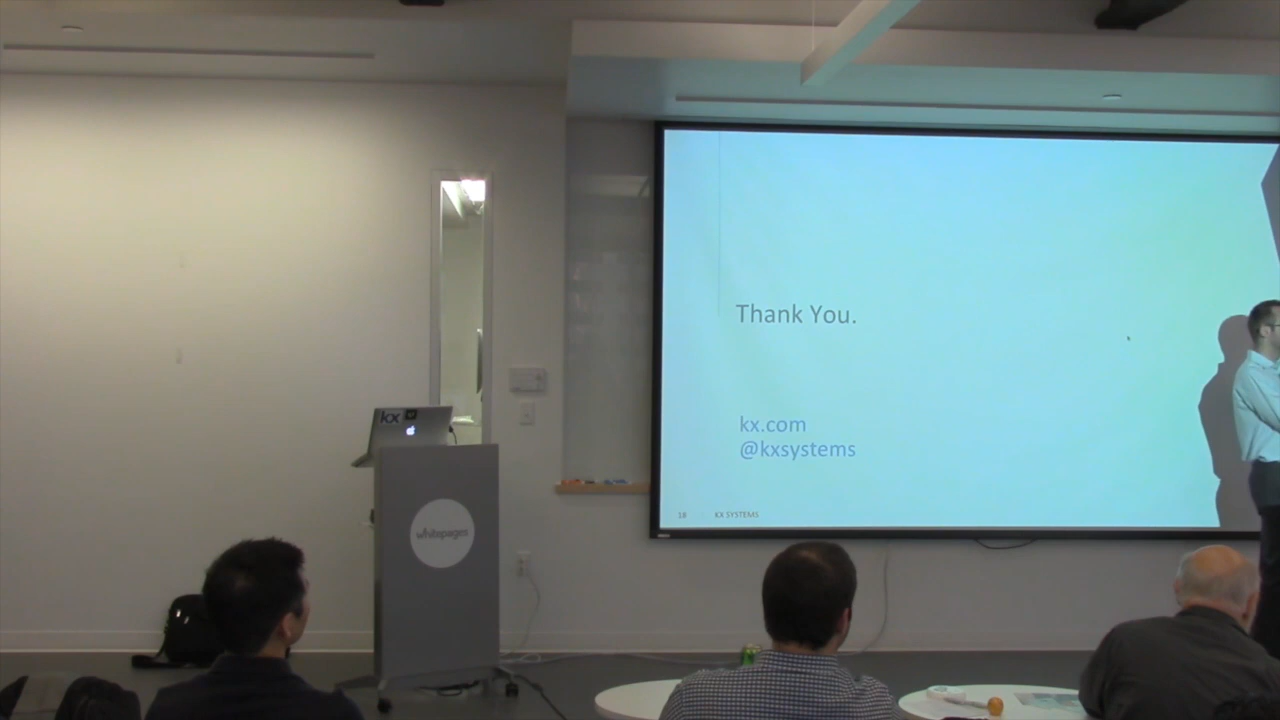 Thank You.
kx.com
@kxsystems
18 KX SYSTEMS
kx
whitepages